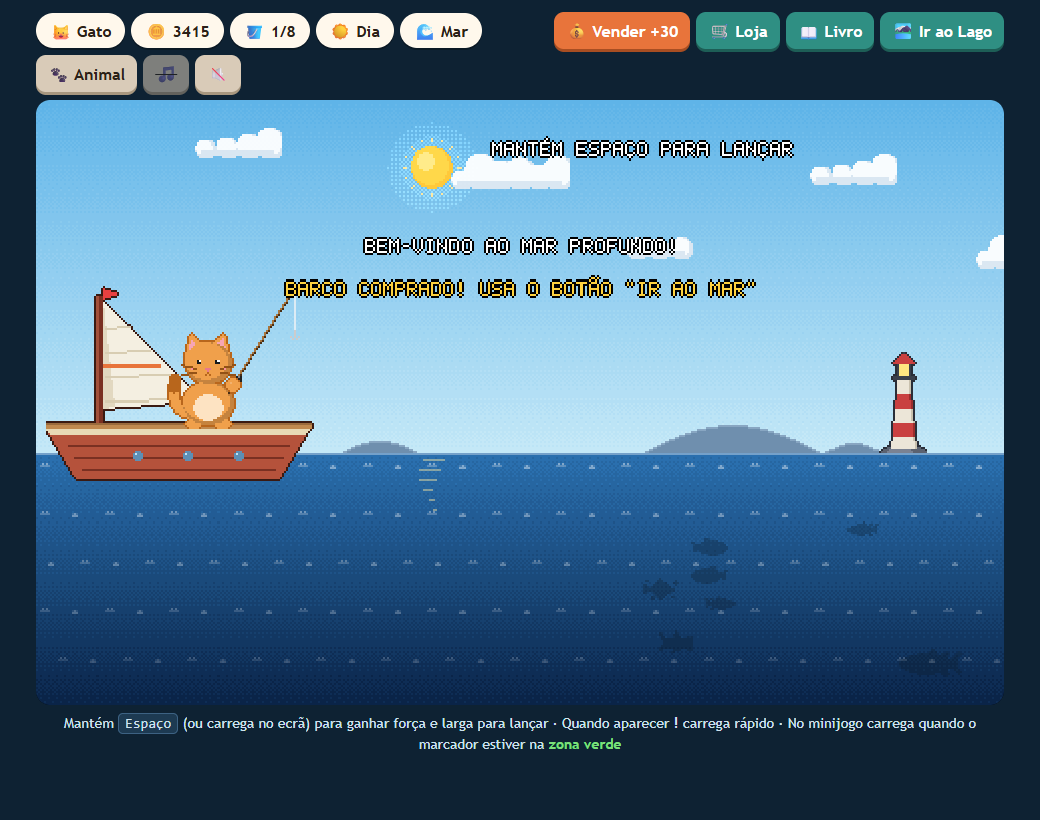 Gato 3415 1/8 Dia Mar Vender +30 Loja Livro Ir ao Lago
Animal
MANTÉM ESPAÇO PARA LANÇAR
BEM-VINDO AO MAR PROFUNDO!
BARCO COMPRADO! USA O BOTÃO "IR AO MAR"
Mantém Espaço (ou carrega no ecrã) para ganhar força e larga para lançar · Quando aparecer ! carrega rápido · No minijogo carrega quando o
marcador estiver na zona verde